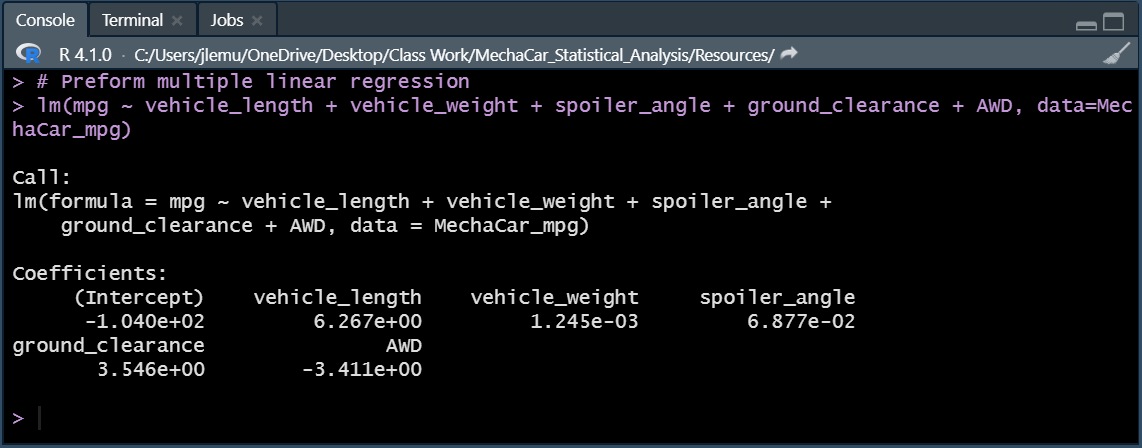 Console Terminal Jobs
R R 4.1.0 · C:/Users/jlemu/OneDrive/Desktop/Class Work/MechaCar_Statistical_Analysis/Resources/
> # Preform multiple linear regression
> lm(mpg ~ vehicle_length + vehicle_weight + spoiler_angle + ground_clearance + AWD, data=Mec
haCar_mpg)
Call:
lm(formula = mpg ~ vehicle_length + vehicle_weight + spoiler_angle +
    ground_clearance + AWD, data = MechaCar_mpg)
Coefficients:
     (Intercept)    vehicle_length    vehicle_weight     spoiler_angle
      -1.040e+02         6.267e+00         1.245e-03         6.877e-02
ground_clearance               AWD
       3.546e+00        -3.411e+00
>